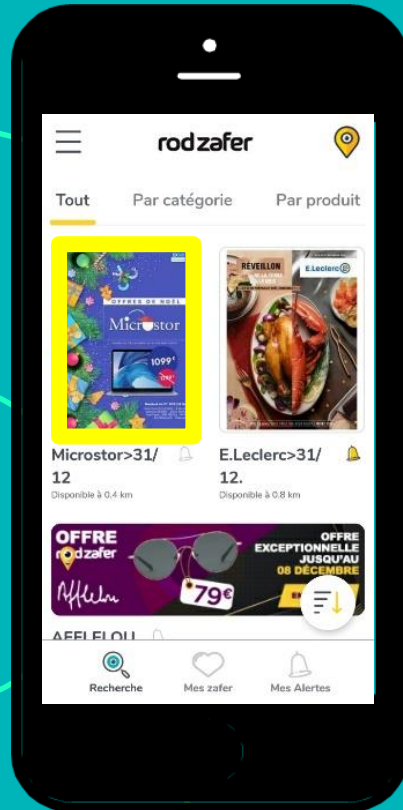 rodzafer
Tout
Par catégorie
Par produit
OFFRES DE NOËL
Microstor
1099€
RÉVEILLON
E.Leclerc
Microstor>31/
12
Disponible à 0.4 km
E.Leclerc>31/
12.
Disponible à 0.8 km
OFFRE
rodzafer
Afflelou
79€
OFFRE
EXCEPTIONNELLE
JUSQU'AU
08 DÉCEMBRE
AFFLELOU
Recherche
Mes zafer
Mes Alertes